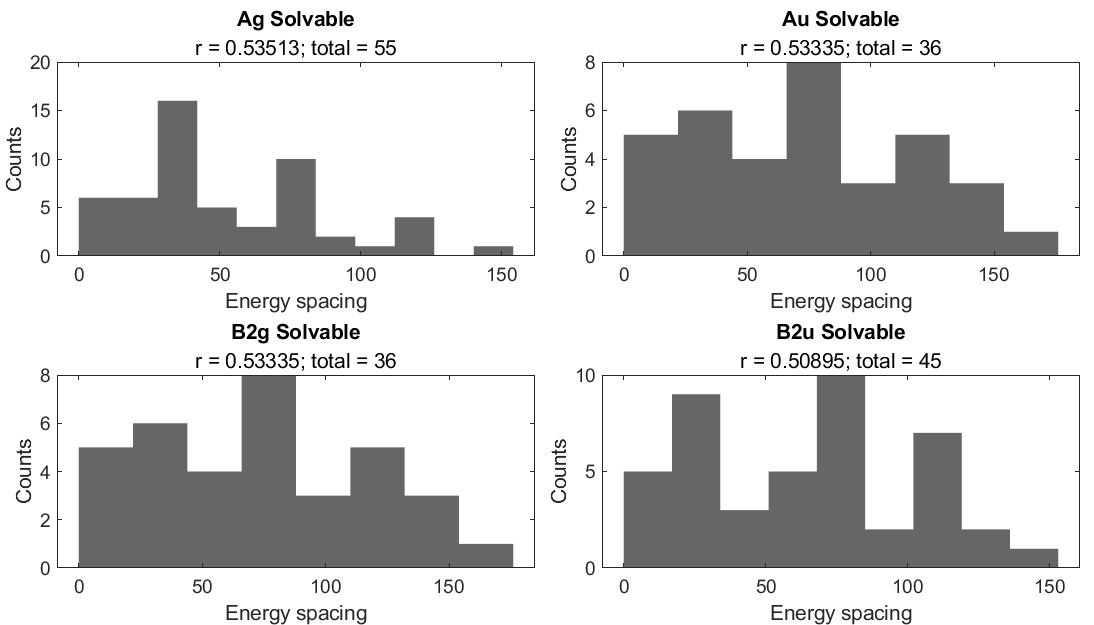 Ag Solvable
r = 0.53513; total = 55
20
15
10
5
0
Counts
0 50 100 150
Energy spacing
Au Solvable
r = 0.53335; total = 36
8
6
4
2
0
Counts
0 50 100 150
Energy spacing
B2g Solvable
r = 0.53335; total = 36
8
6
4
2
0
Counts
0 50 100 150
Energy spacing
B2u Solvable
r = 0.50895; total = 45
10
5
0
Counts
0 50 100 150
Energy spacing